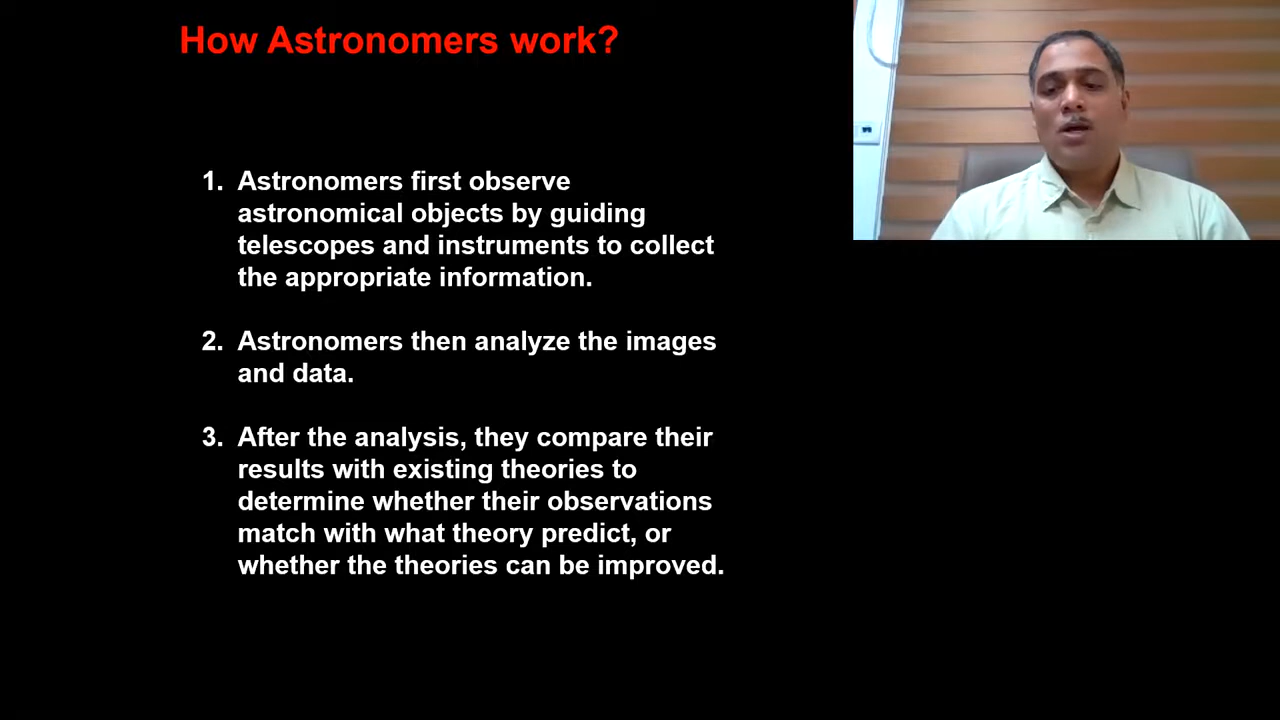 How Astronomers work?
1. Astronomers first observe
astronomical objects by guiding
telescopes and instruments to collect
the appropriate information.
2. Astronomers then analyze the images
and data.
3. After the analysis, they compare their
results with existing theories to
determine whether their observations
match with what theory predict, or
whether the theories can be improved.